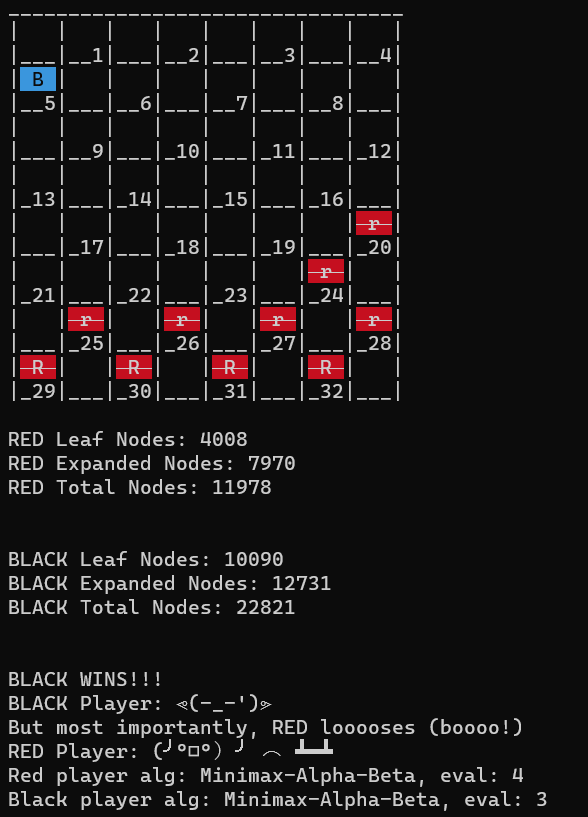 ________________________________
|   |   |   |   |   |   |   |   |
|___|__1|___|__2|___|__3|___|__4|
| B |   |   |   |   |   |   |   |
|__5|___|__6|___|__7|___|__8|   |
|   |   |   |   |   |   |   |   |
|___|__9|___|_10|___|_11|___|_12|
|   |   |   |   |   |   |   |   |
|_13|___|_14|___|_15|___|_16|___|
|   |   |   |   |   |   |   | r |
|___|_17|___|_18|___|_19|___|_20|
|   |   |   |   |   |   | r |   |
|_21|___|_22|___|_23|___|_24|___|
|   | r |   | r |   | r |   | r |
|___|_25|___|_26|___|_27|___|_28|
| R |   | R |   | R |   | R |   |
|_29|___|_30|___|_31|___|_32|___|
RED Leaf Nodes: 4008
RED Expanded Nodes: 7970
RED Total Nodes: 11978
BLACK Leaf Nodes: 10090
BLACK Expanded Nodes: 12731
BLACK Total Nodes: 22821
BLACK WINS!!!
BLACK Player: ⪪(-_-')⪫
But most importantly, RED looooses (boooo!)
RED Player: (╯°□°) ╯ ︵ ┻━┻
Red player alg: Minimax-Alpha-Beta, eval: 4
Black player alg: Minimax-Alpha-Beta, eval: 3